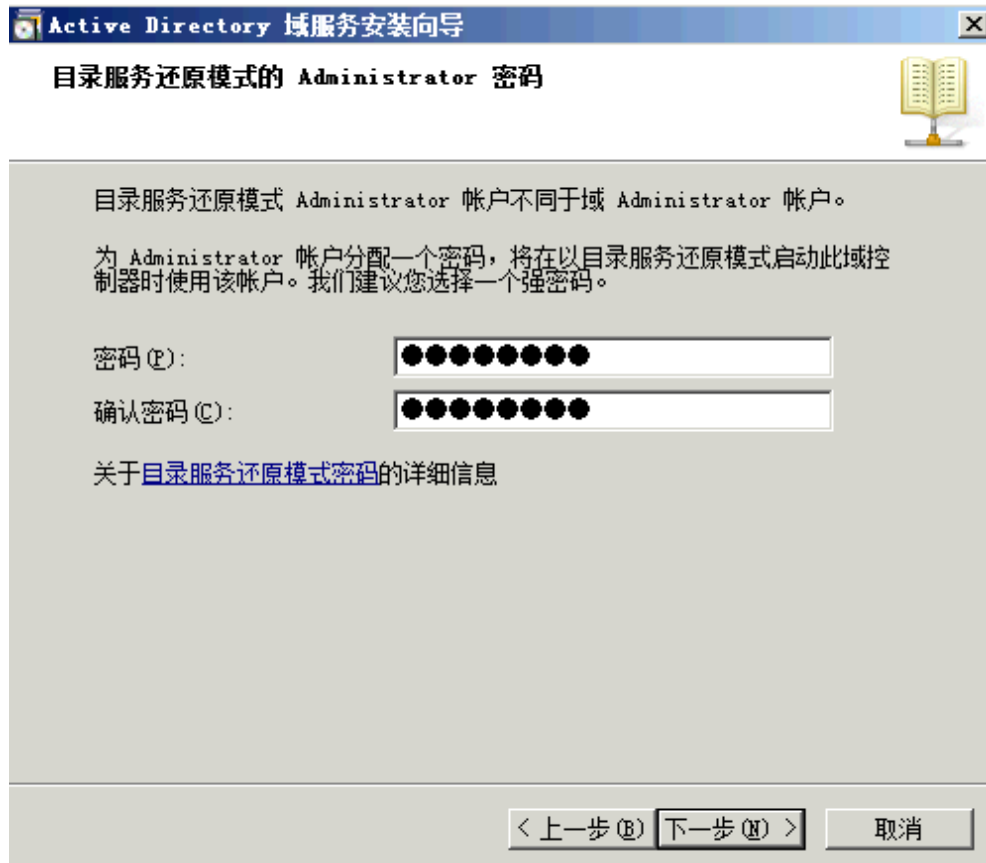 Active Directory 域服务安装向导
目录服务还原模式的 Administrator 密码
目录服务还原模式 Administrator 帐户不同于域 Administrator 帐户。
为 Administrator 帐户分配一个密码，将在以目录服务还原模式启动此域控
制器时使用该帐户。我们建议您选择一个强密码。
密码(P):
●●●●●●●●
确认密码(C):
●●●●●●●●
关于目录服务还原模式密码的详细信息
< 上一步(B) 下一步(N) > 取消